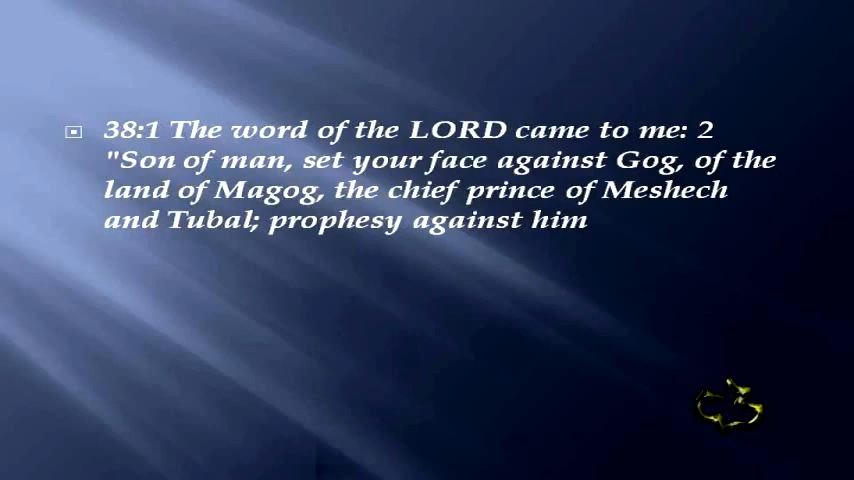 38:1 The word of the LORD came to me: 2
"Son of man, set your face against Gog, of the
land of Magog, the chief prince of Meshech
and Tubal; prophesy against him